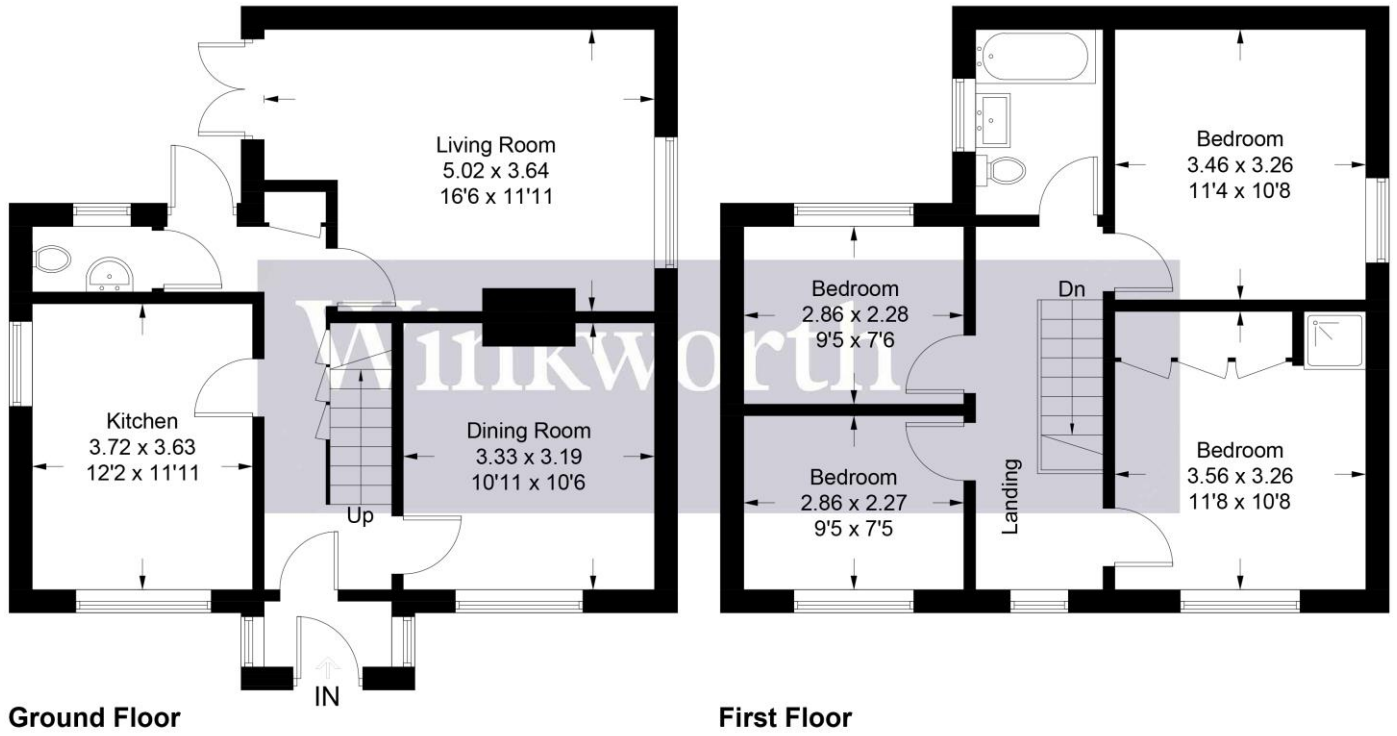 Living Room
5.02 x 3.64
16'6 x 11'11
Kitchen
3.72 x 3.63
12'2 x 11'11
Dining Room
3.33 x 3.19
10'11 x 10'6
Up
IN
Ground Floor
Bedroom
3.46 x 3.26
11'4 x 10'8
Bedroom
2.86 x 2.28
9'5 x 7'6
Dn
Bedroom
2.86 x 2.27
9'5 x 7'5
Landing
Bedroom
3.56 x 3.26
11'8 x 10'8
First Floor
Winkworth